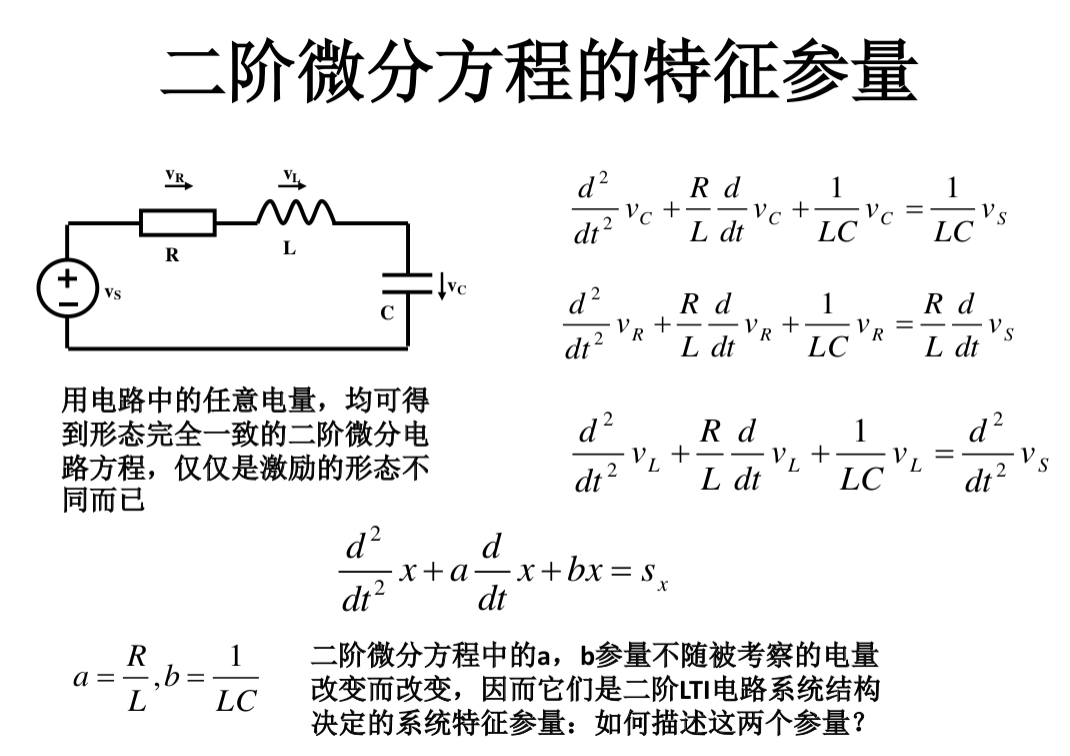 二阶微分方程的特征参量
v_R
v_L
R
L
+
−
v_S
C
v_C
\frac{d^2}{dt^2} v_C + \frac{R}{L} \frac{d}{dt} v_C + \frac{1}{LC} v_C = \frac{1}{LC} v_S
\frac{d^2}{dt^2} v_R + \frac{R}{L} \frac{d}{dt} v_R + \frac{1}{LC} v_R = \frac{R}{L} \frac{d}{dt} v_S
用电路中的任意电量，均可得
到形态完全一致的二阶微分电
路方程，仅仅是激励的形态不
同而已
\frac{d^2}{dt^2} v_L + \frac{R}{L} \frac{d}{dt} v_L + \frac{1}{LC} v_L = \frac{d^2}{dt^2} v_S
\frac{d^2}{dt^2} x + a \frac{d}{dt} x + bx = s_x
a = \frac{R}{L}, b = \frac{1}{LC}
二阶微分方程中的a，b参量不随被考察的电量
改变而改变，因而它们是二阶LTI电路系统结构
决定的系统特征参量：如何描述这两个参量？